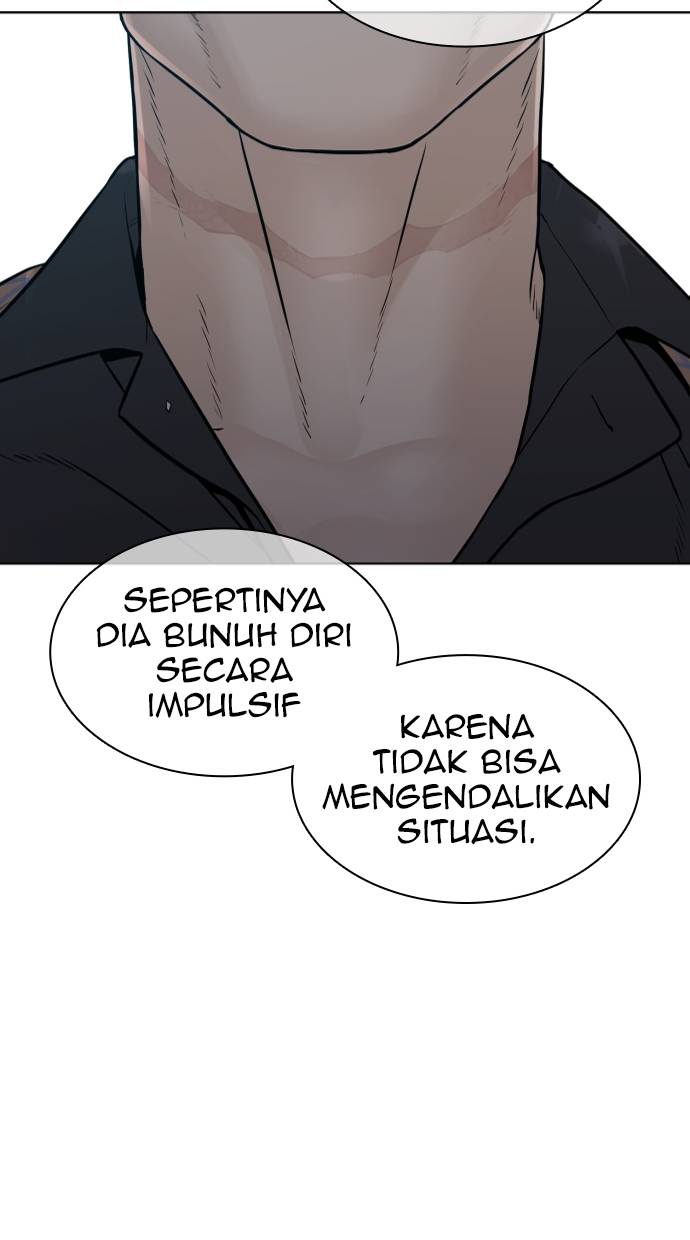 SEPERTINYA
DIA BUNUH DIRI
SECARA
IMPULSIF
KARENA
TIDAK BISA
MENGENDALIKAN
SITUASI.